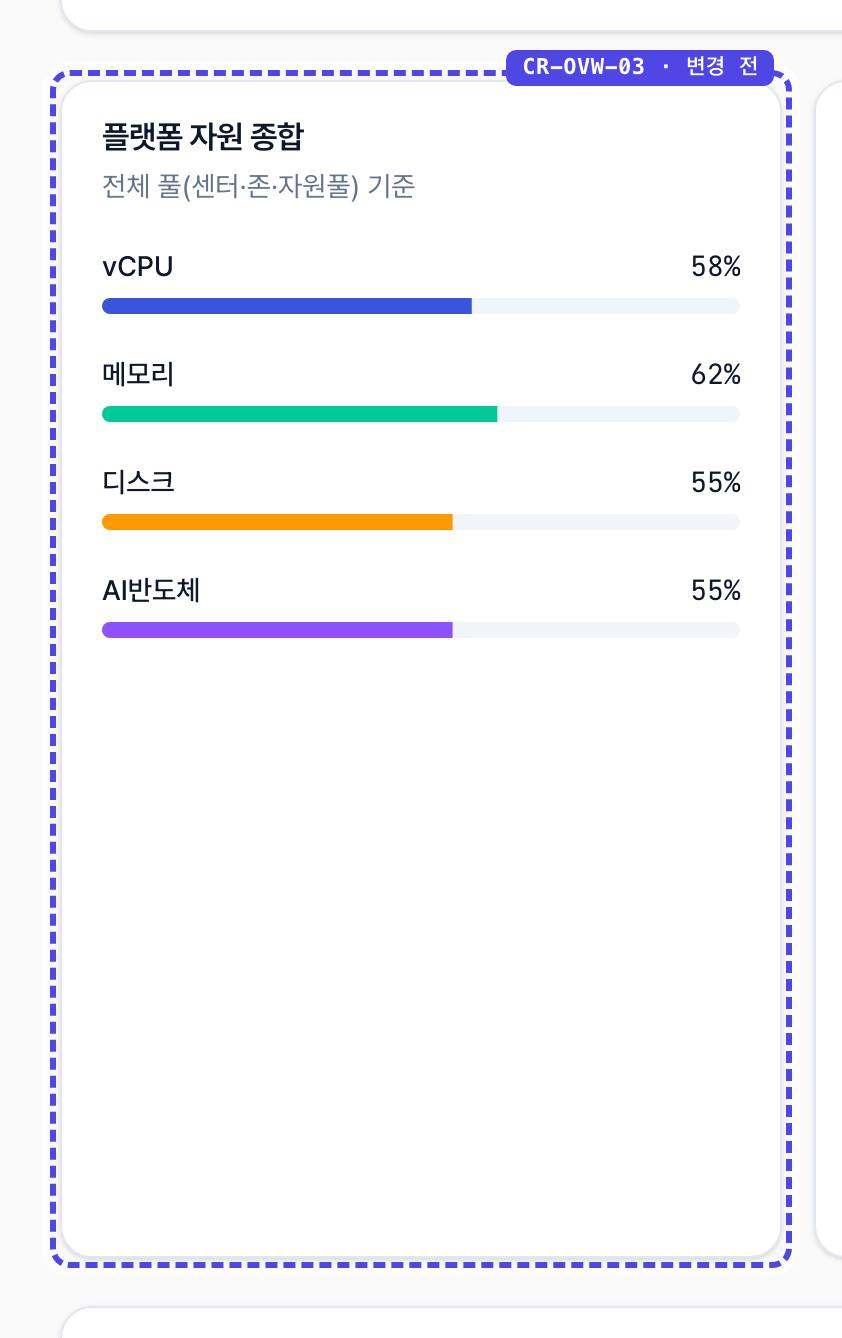 CR-OVW-03 · 변경 전
플랫폼 자원 종합
전체 풀(센터·존·자원풀) 기준
vCPU 58%
메모리 62%
디스크 55%
AI반도체 55%